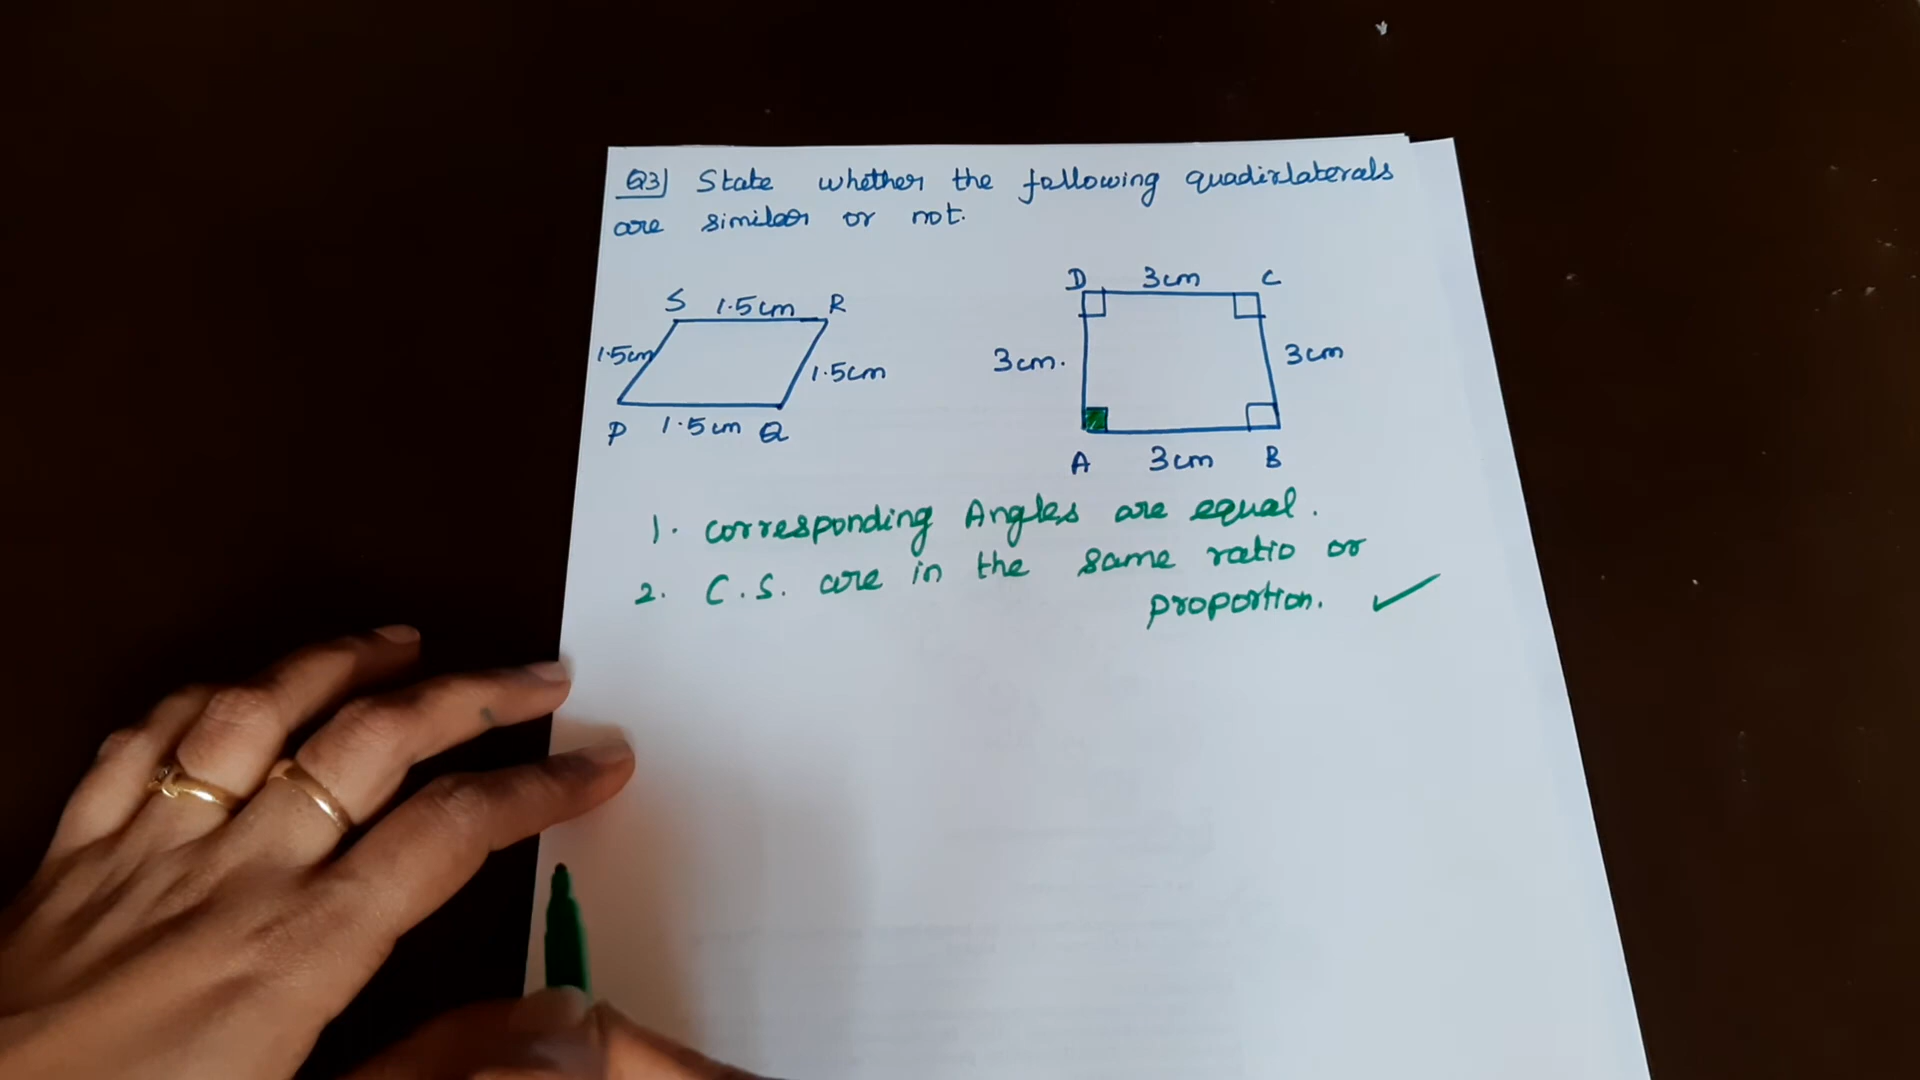 Q3) State whether the following quadirlaterals
are similar or not.
D 3cm C
S 1.5cm R
1.5cm
1.5cm
3cm.
3cm
P 1.5cm Q
A 3cm B
1. corresponding Angles are equal.
2. C.S. are in the same ratio or
proportion.